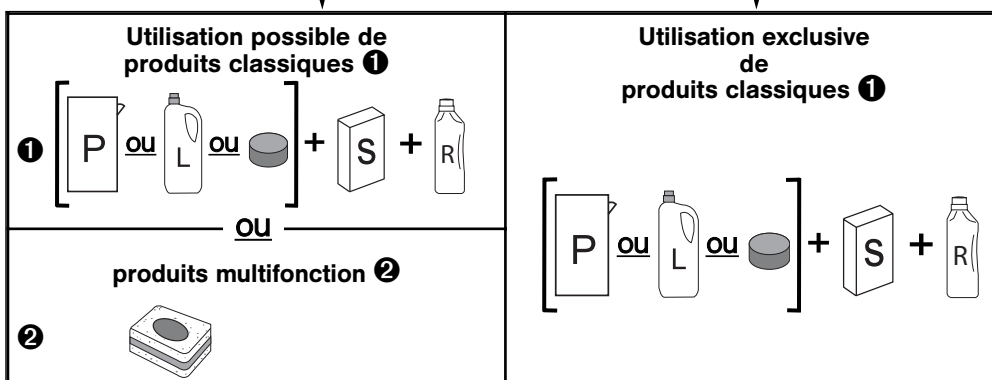 Utilisation possible de
produits classiques ❶
❶ [ P ou L ou ] + S + R
ou
produits multifonction ❷
❷
Utilisation exclusive
de
produits classiques ❶
[ P ou L ou ] + S + R